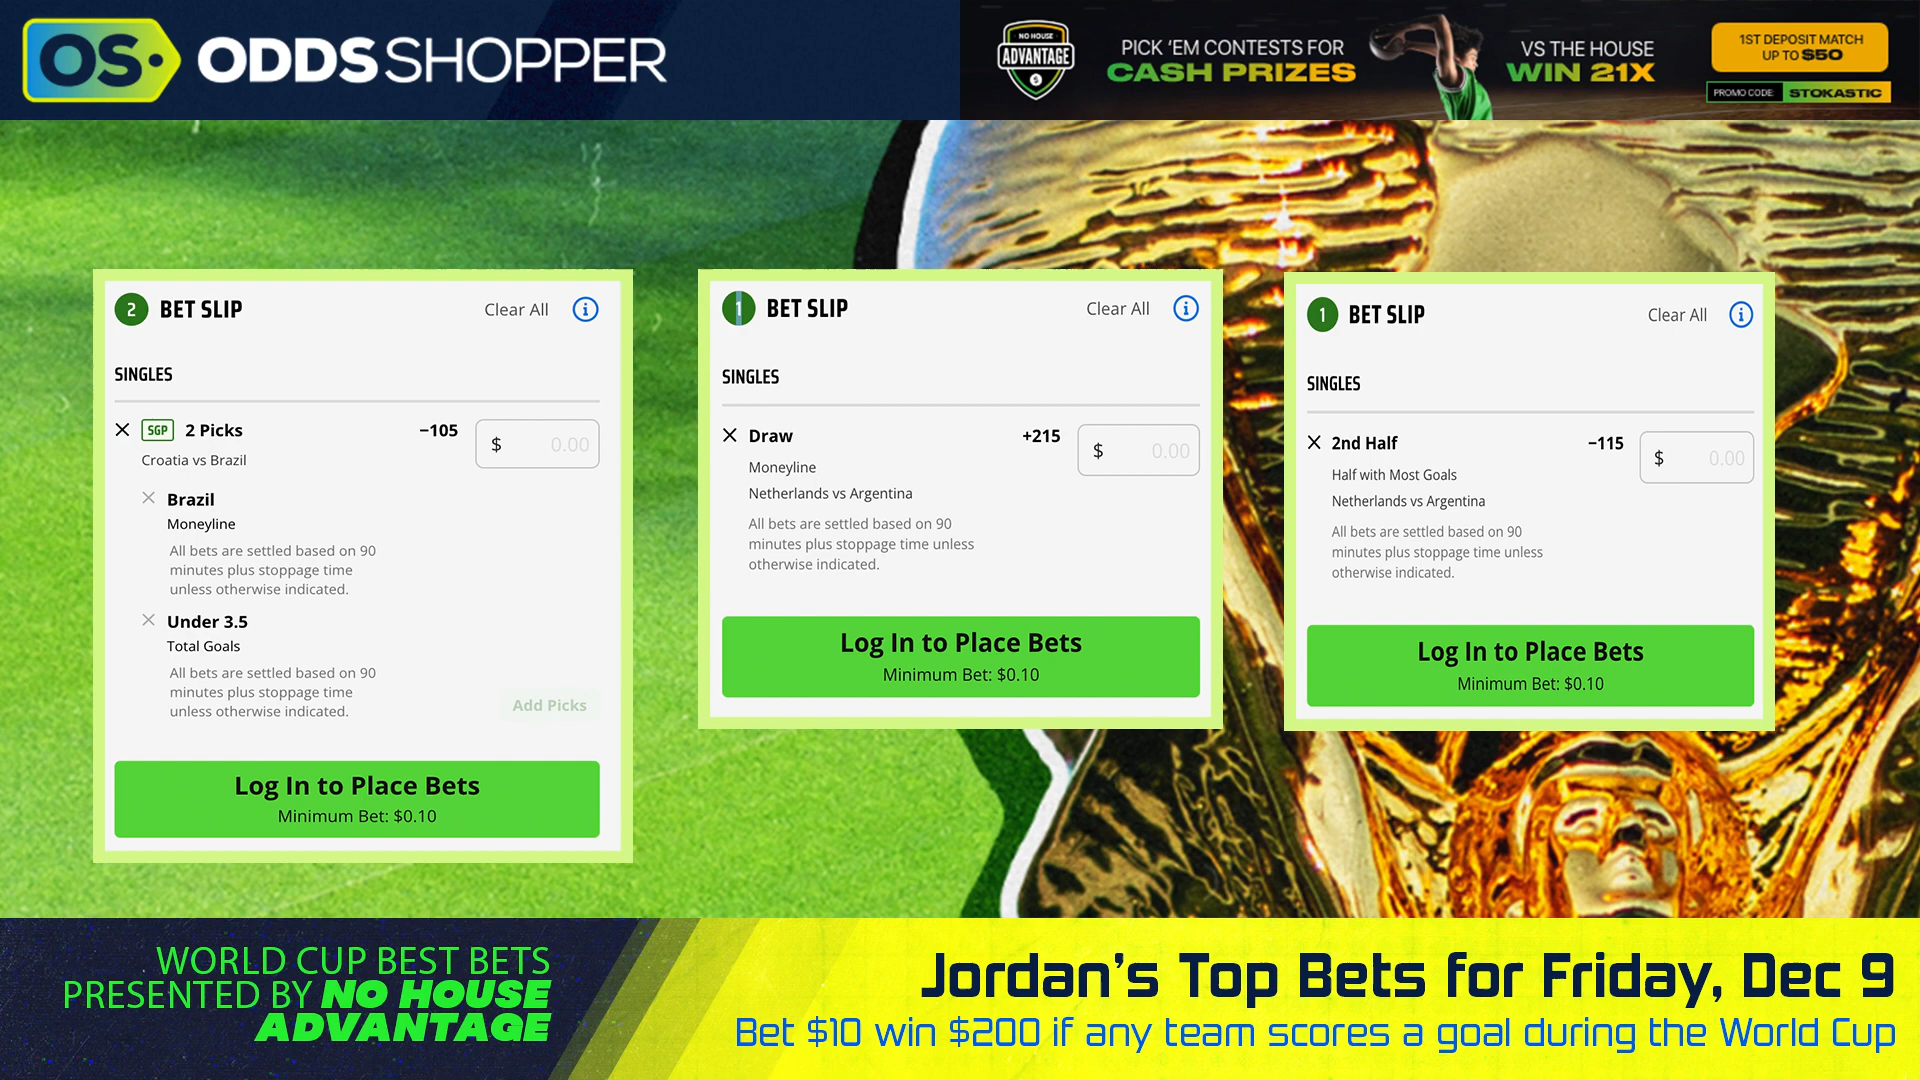 OS ODDSSHOPPER
NO HOUSE
ADVANTAGE
$
PICK 'EM CONTESTS FOR
CASH PRIZES
VS THE HOUSE
WIN 21X
1ST DEPOSIT MATCH
UP TO $50
PROMO CODE: STOKASTIC
2 BET SLIP Clear All i
SINGLES
SGP 2 Picks −105 $ 0.00
Croatia vs Brazil
Brazil
Moneyline
All bets are settled based on 90
minutes plus stoppage time
unless otherwise indicated.
Under 3.5
Total Goals
All bets are settled based on 90
minutes plus stoppage time
unless otherwise indicated.
Add Picks
Log In to Place Bets
Minimum Bet: $0.10
1 BET SLIP Clear All i
SINGLES
Draw +215 $ 0.00
Moneyline
Netherlands vs Argentina
All bets are settled based on 90
minutes plus stoppage time unless
otherwise indicated.
Log In to Place Bets
Minimum Bet: $0.10
1 BET SLIP Clear All i
SINGLES
2nd Half −115 $ 0.00
Half with Most Goals
Netherlands vs Argentina
All bets are settled based on 90
minutes plus stoppage time unless
otherwise indicated.
Log In to Place Bets
Minimum Bet: $0.10
WORLD CUP BEST BETS
PRESENTED BY NO HOUSE
ADVANTAGE
Jordan's Top Bets for Friday, Dec 9
Bet $10 win $200 if any team scores a goal during the World Cup